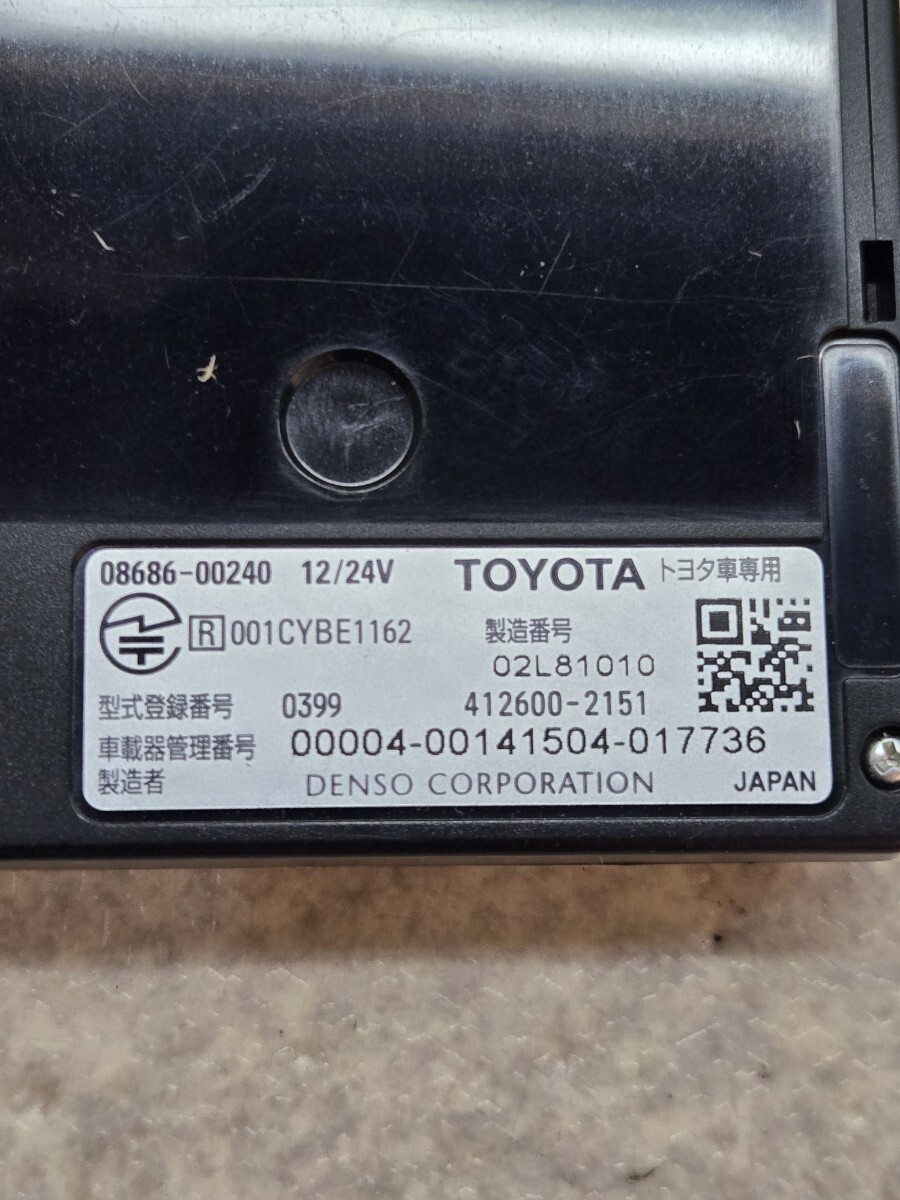 08686-00240 12/24V TOYOTA トヨタ車専用
R 001CYBE1162 製造番号
02L81010
型式登録番号 0399 412600-2151
車載器管理番号 00004-00141504-017736
製造者 DENSO CORPORATION JAPAN